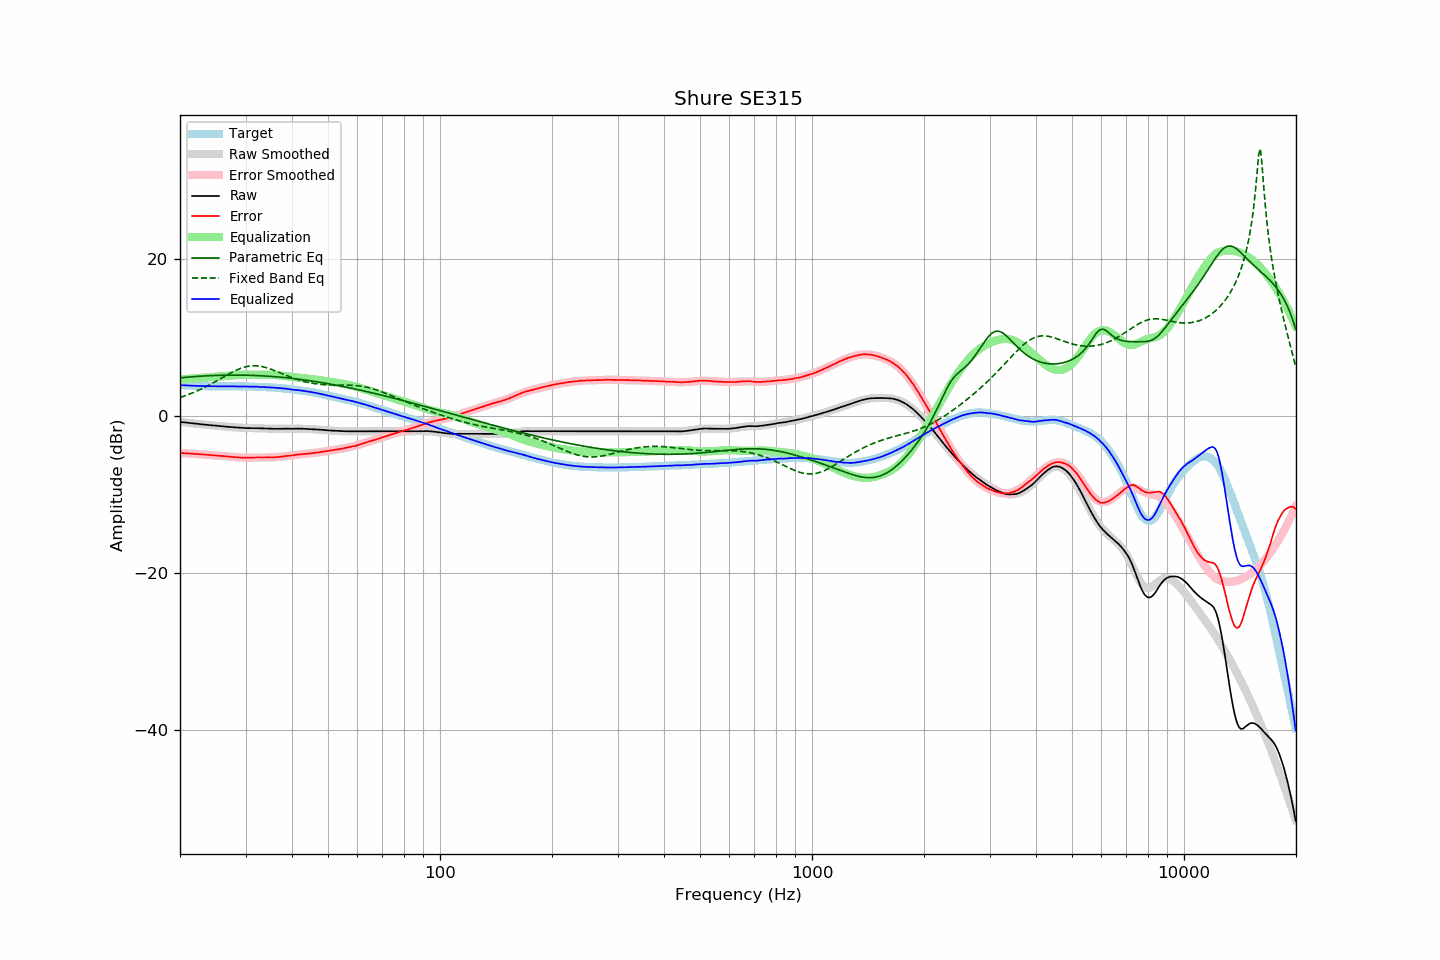 Shure SE315
Target
Raw Smoothed
Error Smoothed
Raw
Error
Equalization
Parametric Eq
Fixed Band Eq
Equalized
20
0
−20
−40
Amplitude (dBr)
100
1000
10000
Frequency (Hz)